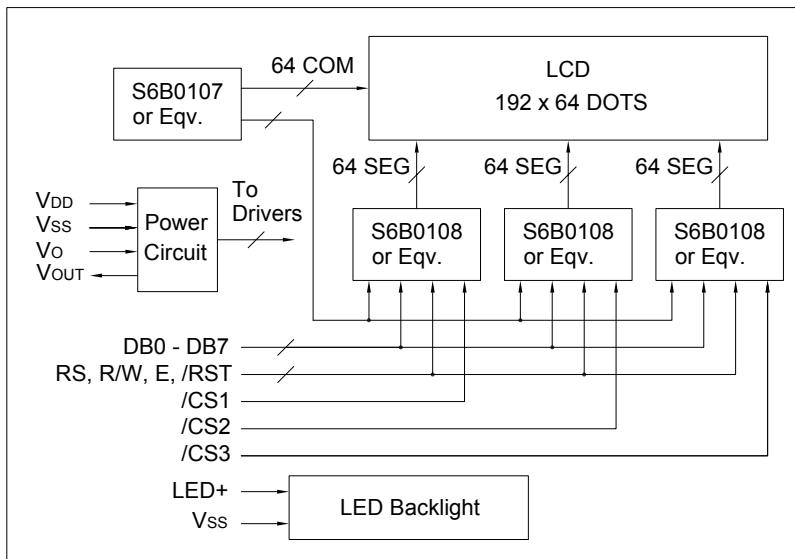 64 COM
S6B0107
or Eqv.
LCD
192 x 64 DOTS
64 SEG
64 SEG
64 SEG
VDD
VSS
VO
VOUT
Power
Circuit
To
Drivers
S6B0108
or Eqv.
S6B0108
or Eqv.
S6B0108
or Eqv.
DB0 - DB7
RS, R/W, E, /RST
/CS1
/CS2
/CS3
LED+
VSS
LED Backlight